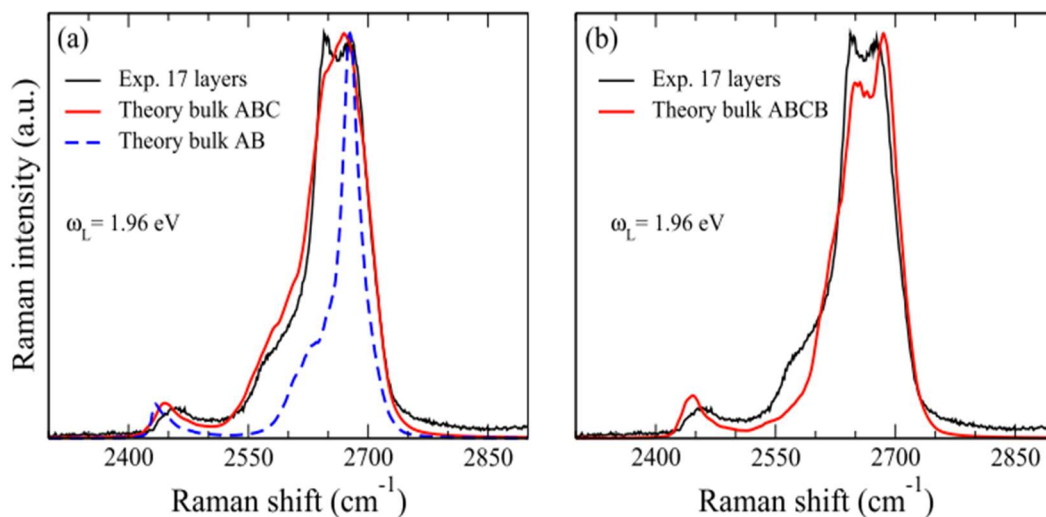 (a)
Exp. 17 layers
Theory bulk ABC
Theory bulk AB
ω_L = 1.96 eV
Raman intensity (a.u.)
2400 2550 2700 2850
Raman shift (cm⁻¹)
(b)
Exp. 17 layers
Theory bulk ABCB
ω_L = 1.96 eV
2400 2550 2700 2850
Raman shift (cm⁻¹)